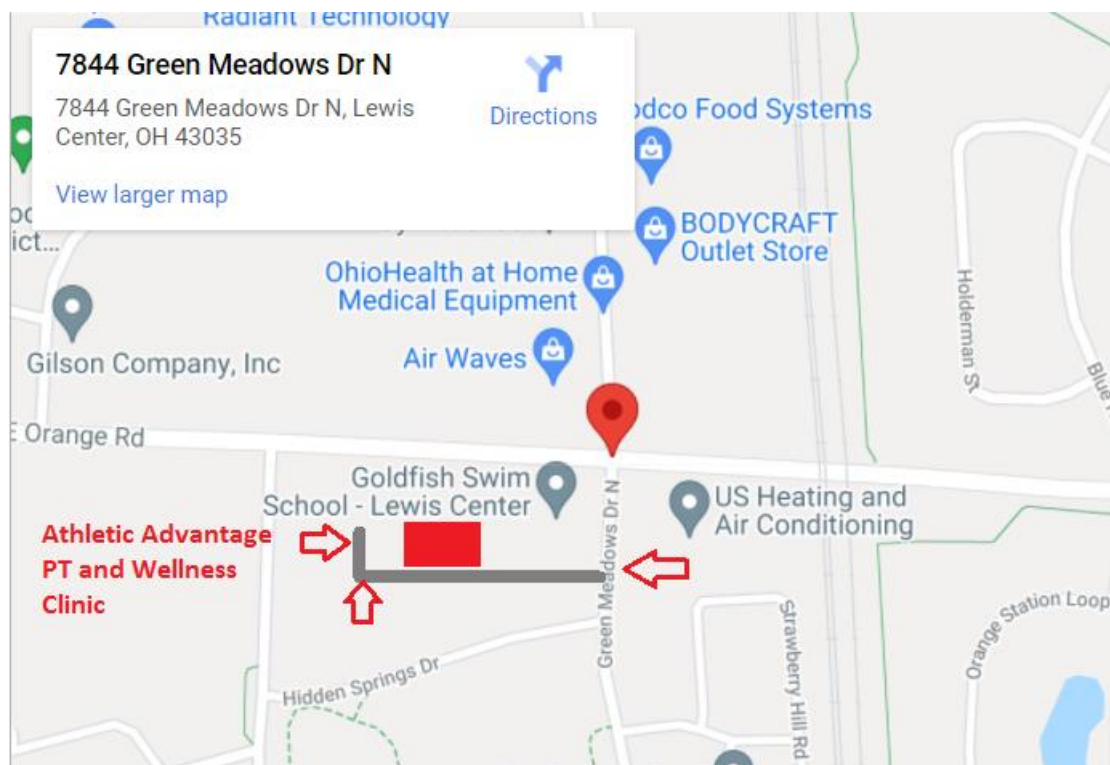 Radiant Technology
7844 Green Meadows Dr N
7844 Green Meadows Dr N, Lewis
Center, OH 43035
Directions
View larger map
Food Systems
BODYCRAFT
Outlet Store
OhioHealth at Home
Medical Equipment
Holderman St
Gilson Company, Inc
Air Waves
E Orange Rd
Goldfish Swim
School - Lewis Center
Green Meadows Dr N
US Heating and
Air Conditioning
Athletic Advantage
PT and Wellness
Clinic
Green Meadows Dr N
Strawberry Hill Rd
Orange Station Loop
Hidden Springs Dr